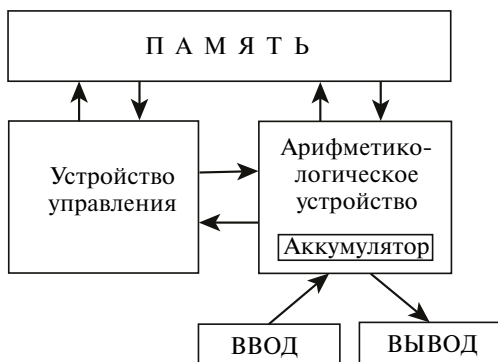 П А М Я Т Ь
Устройство
управления
Арифметико-
логическое
устройство
Аккумулятор
ВВОД
ВЫВОД